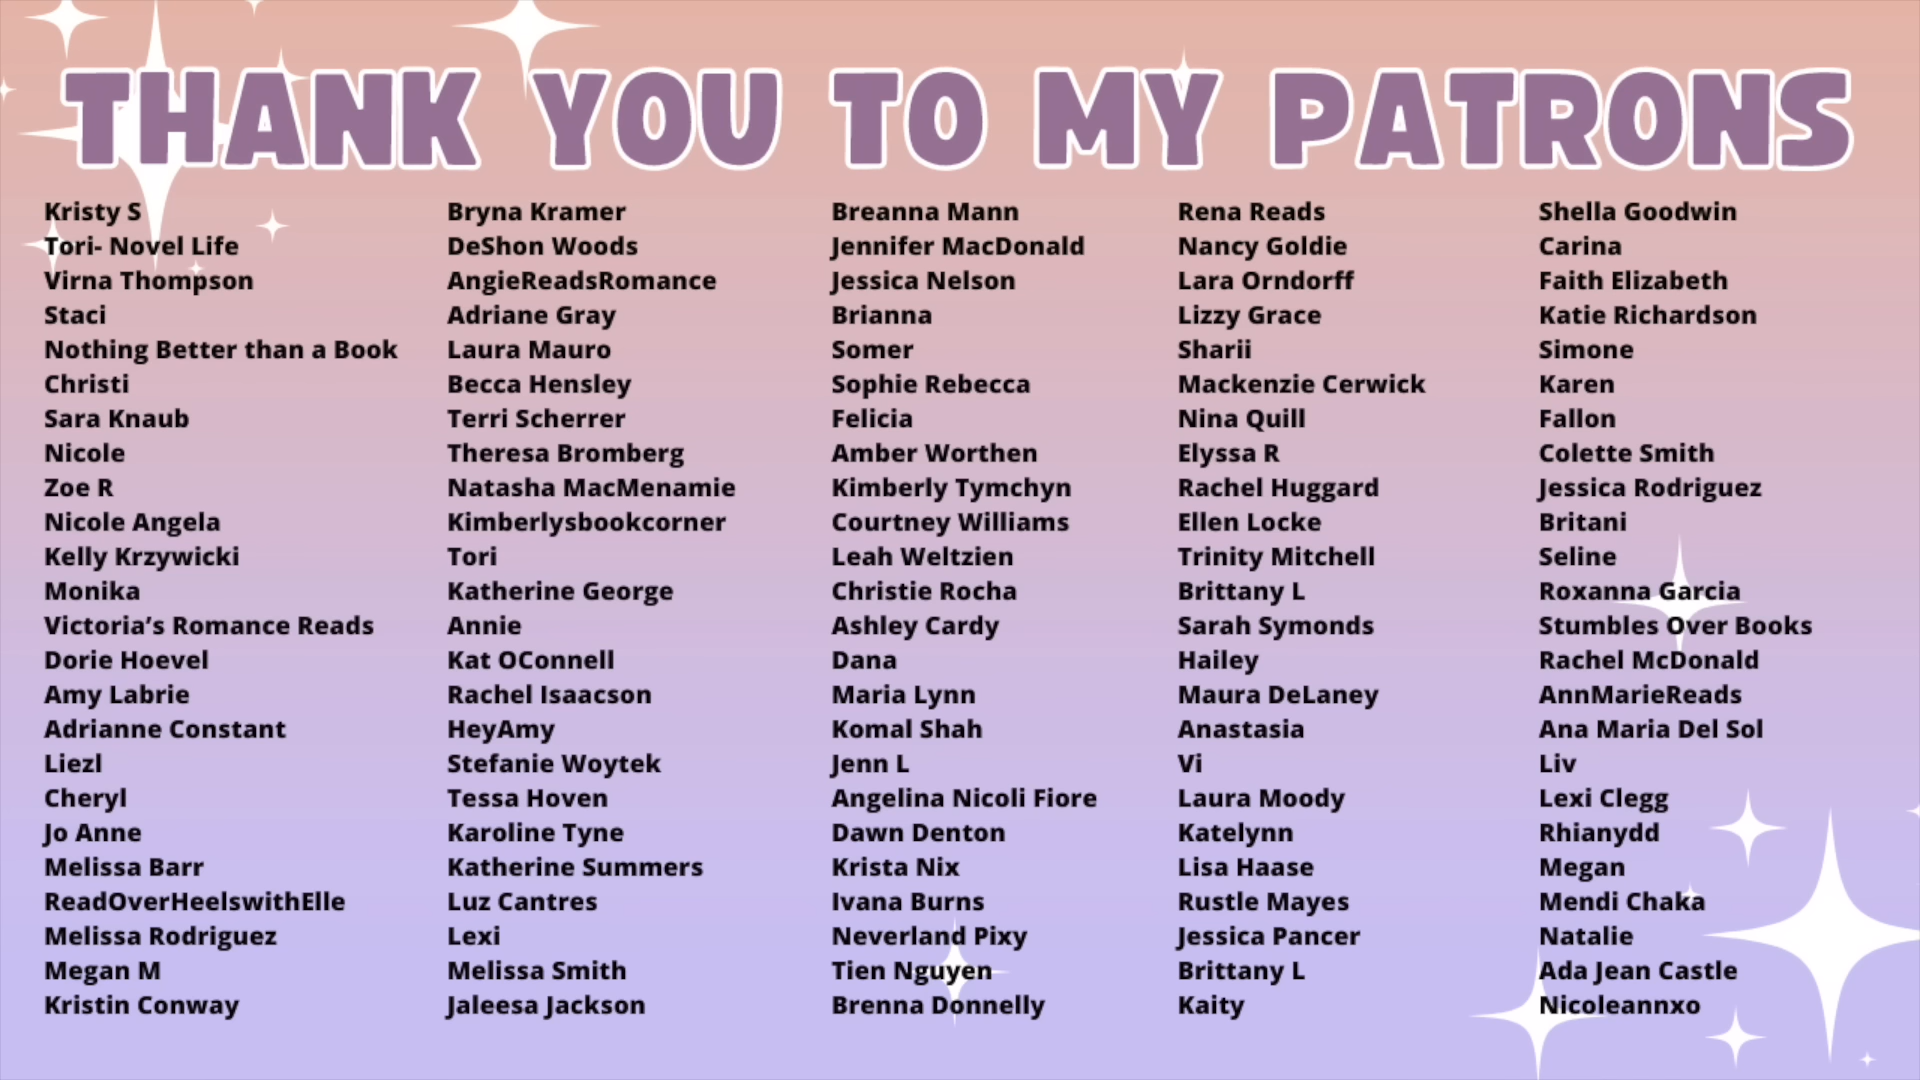 THANK YOU TO MY PATRONS
Kristy S
Tori- Novel Life
Virna Thompson
Staci
Nothing Better than a Book
Christi
Sara Knaub
Nicole
Zoe R
Nicole Angela
Kelly Krzywicki
Monika
Victoria’s Romance Reads
Dorie Hoevel
Amy Labrie
Adrianne Constant
Liezl
Cheryl
Jo Anne
Melissa Barr
ReadOverHeelswithElle
Melissa Rodriguez
Megan M
Kristin Conway
Bryna Kramer
DeShon Woods
AngieReadsRomance
Adriane Gray
Laura Mauro
Becca Hensley
Terri Scherrer
Theresa Bromberg
Natasha MacMenamie
Kimberlysbookcorner
Tori
Katherine George
Annie
Kat OConnell
Rachel Isaacson
HeyAmy
Stefanie Woytek
Tessa Hoven
Karoline Tyne
Katherine Summers
Luz Cantres
Lexi
Melissa Smith
Jaleesa Jackson
Breanna Mann
Jennifer MacDonald
Jessica Nelson
Brianna
Somer
Sophie Rebecca
Felicia
Amber Worthen
Kimberly Tymchyn
Courtney Williams
Leah Weltzien
Christie Rocha
Ashley Cardy
Dana
Maria Lynn
Komal Shah
Jenn L
Angelina Nicoli Fiore
Dawn Denton
Krista Nix
Ivana Burns
Neverland Pixy
Tien Nguyen
Brenna Donnelly
Rena Reads
Nancy Goldie
Lara Orndorff
Lizzy Grace
Sharii
Mackenzie Cerwick
Nina Quill
Elyssa R
Rachel Huggard
Ellen Locke
Trinity Mitchell
Brittany L
Sarah Symonds
Hailey
Maura DeLaney
Anastasia
Vi
Laura Moody
Katelynn
Lisa Haase
Rustle Mayes
Jessica Pancer
Brittany L
Kaity
Shella Goodwin
Carina
Faith Elizabeth
Katie Richardson
Simone
Karen
Fallon
Colette Smith
Jessica Rodriguez
Britani
Seline
Roxanna Garcia
Stumbles Over Books
Rachel McDonald
AnnMarieReads
Ana Maria Del Sol
Liv
Lexi Clegg
Rhianydd
Megan
Mendi Chaka
Natalie
Ada Jean Castle
Nicoleannxo